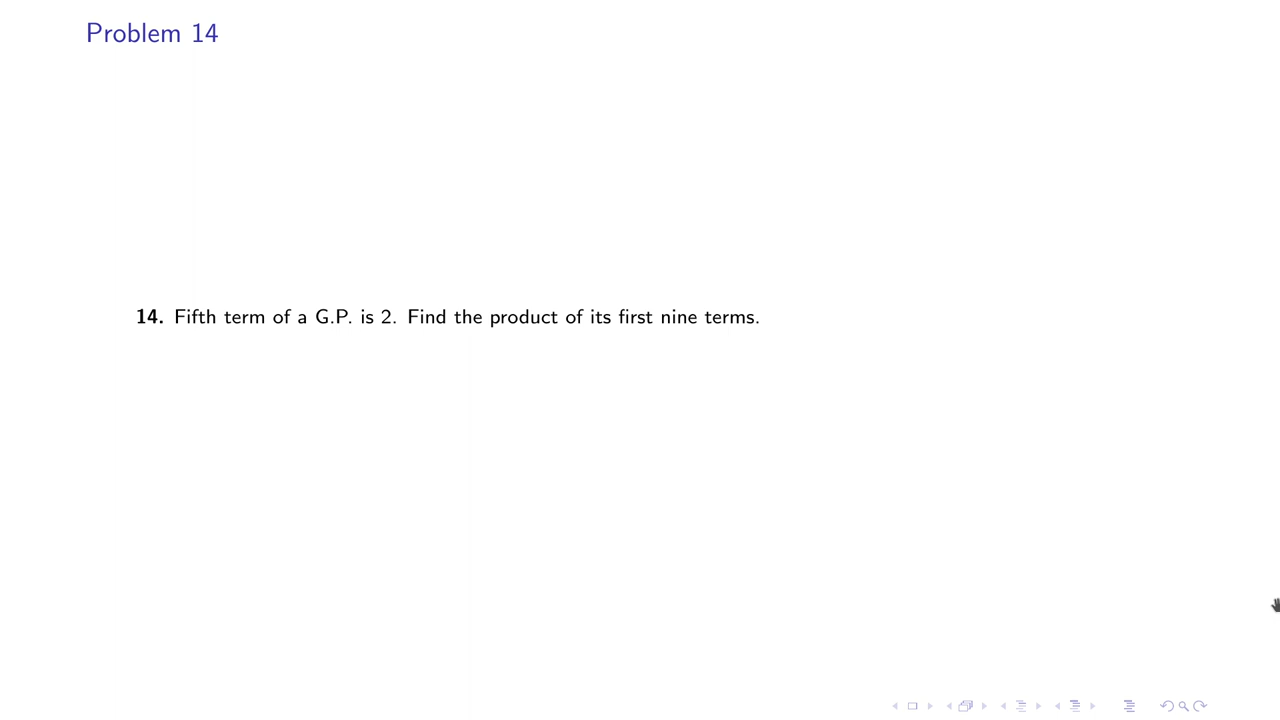 Problem 14
14. Fifth term of a G.P. is 2. Find the product of its first nine terms.